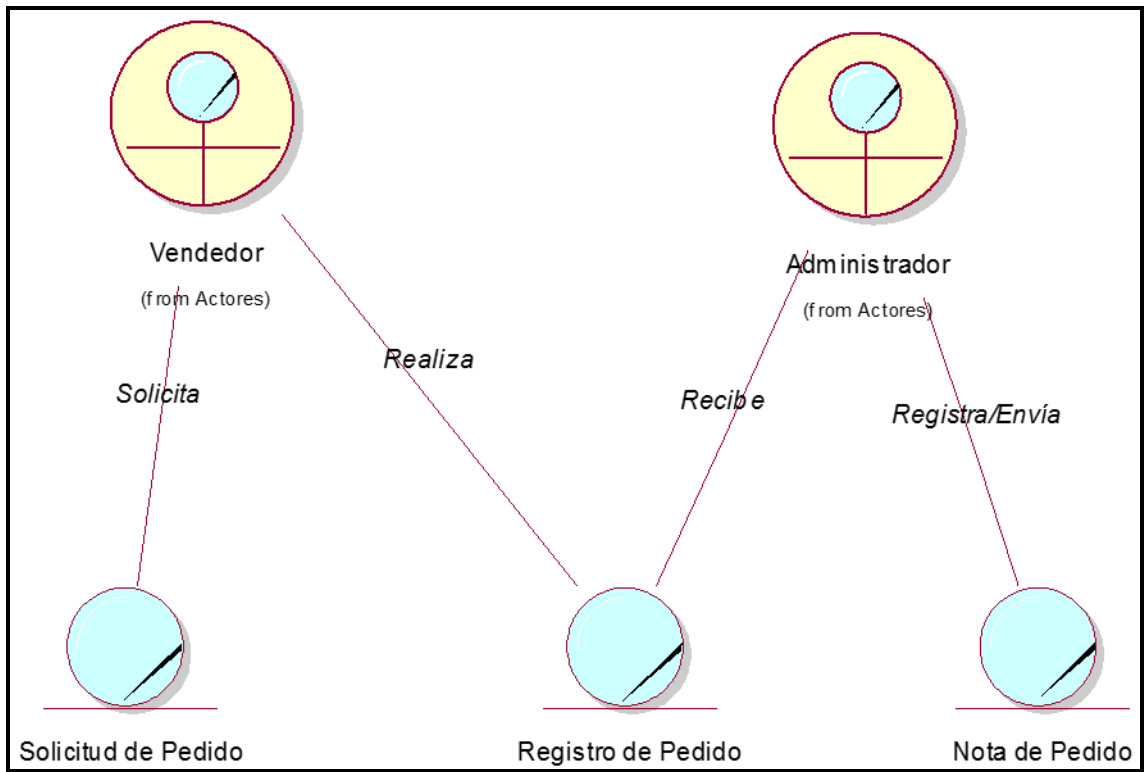 Vendedor
(from Actores)
Administrador
(from Actores)
Solicita
Realiza
Recibe
Registra/Envía
Solicitud de Pedido
Registro de Pedido
Nota de Pedido